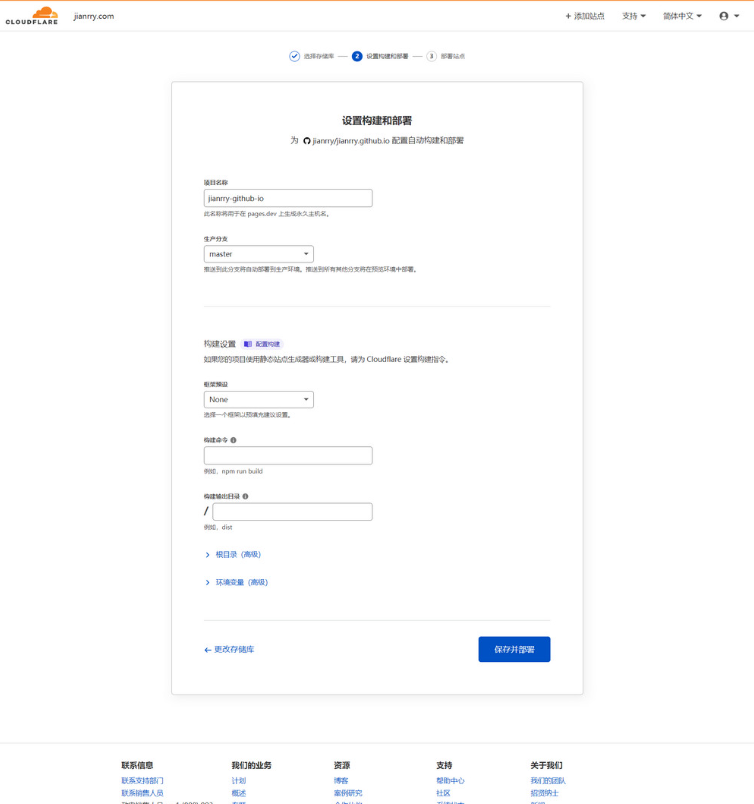 CLOUDFLARE
jianrry.com
+ 添加站点 支持 简体中文
选择存储库 2 设置构建和部署 3 部署站点
设置构建和部署
为 jianrry/jianrry.github.io 配置自动构建和部署
项目名称
jianrry-github-io
此名称将用于在 pages.dev 上生成永久主机名。
生产分支
master
推送到此分支将自动部署到生产环境。推送到所有其他分支将在预览环境中部署。
构建设置 配置构建
如果您的项目使用静态站点生成器或构建工具，请为 Cloudflare 设置构建指令。
框架预设
None
选择一个框架以预填充建议设置。
构建命令
例如，npm run build
构建输出目录
/
例如，dist
根目录（高级）
环境变量（高级）
更改存储库
保存并部署
联系信息 我们的业务 资源 支持 关于我们
联系支持部门 计划 博客 帮助中心 我们的团队
联系销售人员 概述 案例研究 社区 招贤纳士